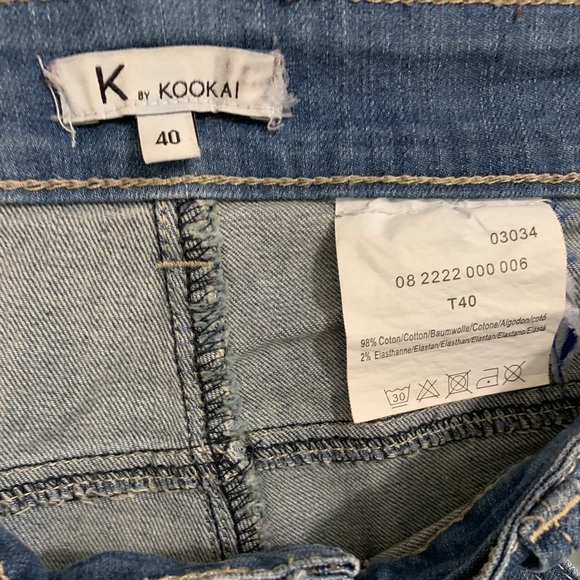 K BY KOOKAI
40
03034
08 2222 000 006
T40
98% Coton/Cotton/Baumwolle/Cotone/Algodon/cotó
2% Elasthanne/Elastan/Elasthan/Elastan/Elastano/Elastà
30